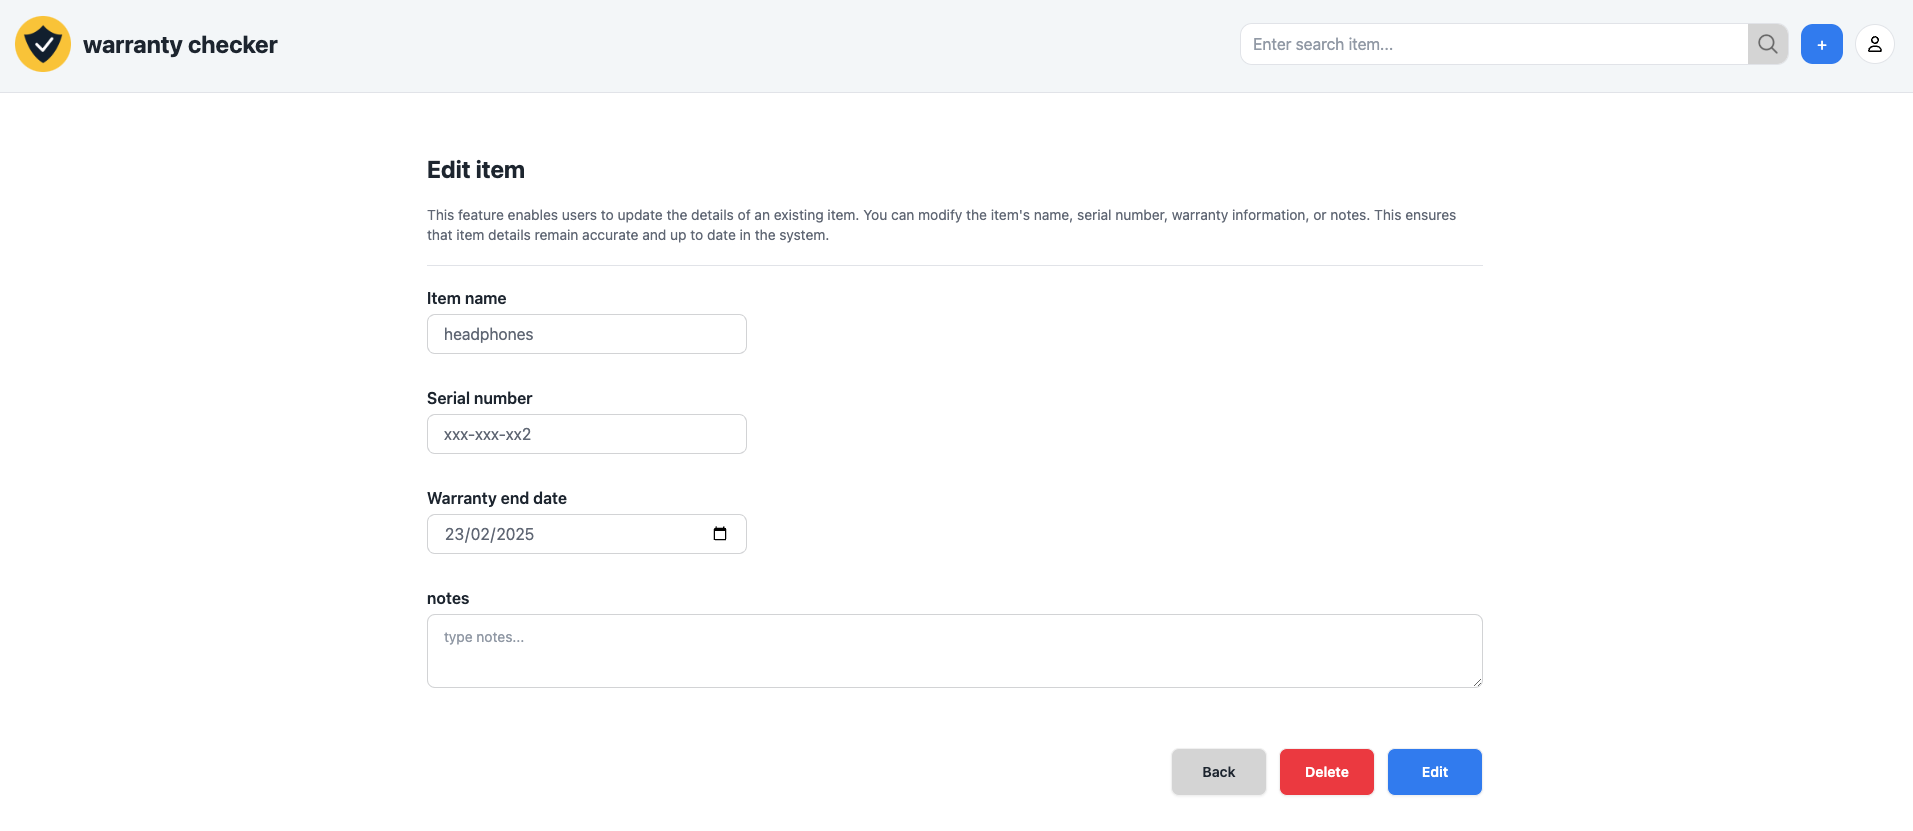 warranty checker
Enter search item...
+
Edit item
This feature enables users to update the details of an existing item. You can modify the item's name, serial number, warranty information, or notes. This ensures
that item details remain accurate and up to date in the system.
Item name
headphones
Serial number
xxx-xxx-xx2
Warranty end date
23/02/2025
notes
type notes...
Back
Delete
Edit